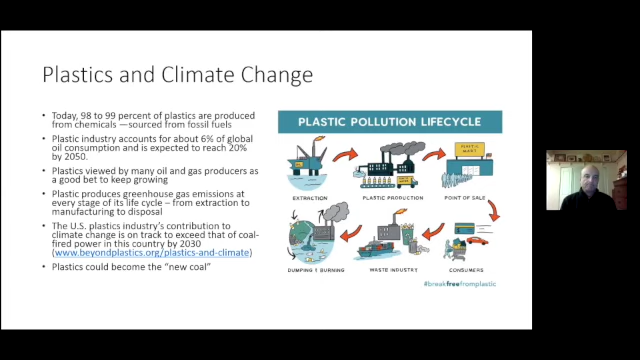 Plastics and Climate Change
• Today, 98 to 99 percent of plastics are produced
from chemicals —sourced from fossil fuels
• Plastic industry accounts for about 6% of global
oil consumption and is expected to reach 20%
by 2050.
• Plastics viewed by many oil and gas producers as
a good bet to keep growing
• Plastic produces greenhouse gas emissions at
every stage of its life cycle – from extraction to
manufacturing to disposal
• The U.S. plastics industry's contribution to
climate change is on track to exceed that of coal-
fired power in this country by 2030
(www.beyondplastics.org/plastics-and-climate)
• Plastics could become the "new coal"
PLASTIC POLLUTION LIFECYCLE
PLASTIC
MART
EXTRACTION
PLASTIC PRODUCTION
POINT OF SALE
DUMPING & BURNING
WASTE INDUSTRY
CONSUMERS
#breakfreefromplastic